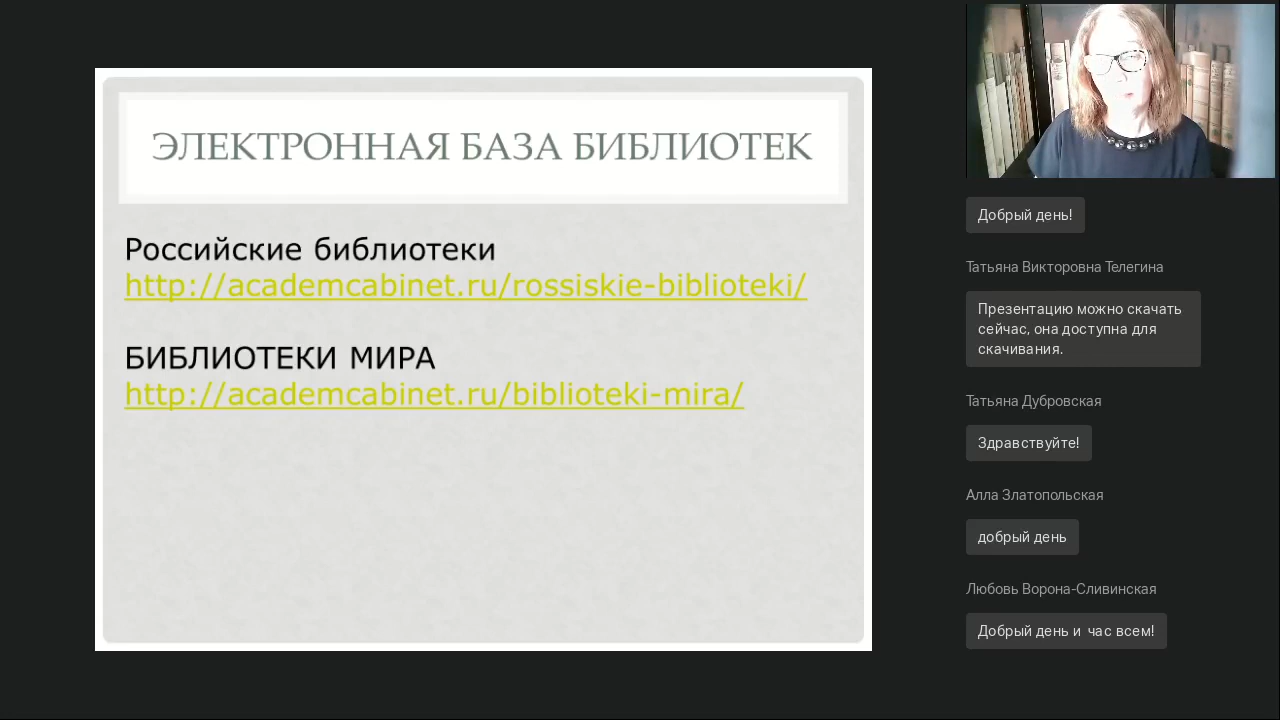 ЭЛЕКТРОННАЯ БАЗА БИБЛИОТЕК
Российские библиотеки
http://academcabinet.ru/rossiskie-biblioteki/
БИБЛИОТЕКИ МИРА
http://academcabinet.ru/biblioteki-mira/
Добрый день!
Татьяна Викторовна Телегина
Презентацию можно скачать
сейчас, она доступна для
скачивания.
Татьяна Дубровская
Здравствуйте!
Алла Златопольская
добрый день
Любовь Ворона-Сливинская
Добрый день и час всем!